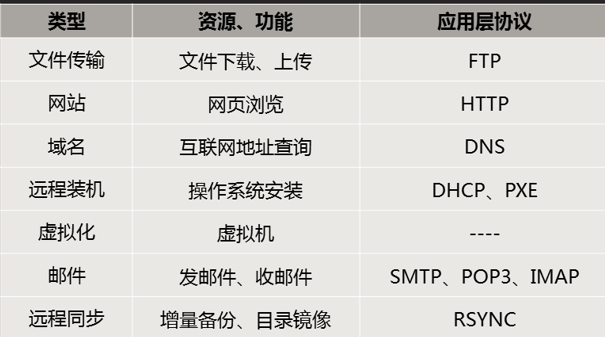 类型 资源、功能 应用层协议
文件传输 文件下载、上传 FTP
网站 网页浏览 HTTP
域名 互联网地址查询 DNS
远程装机 操作系统安装 DHCP、PXE
虚拟化 虚拟机 ----
邮件 发邮件、收邮件 SMTP、POP3、IMAP
远程同步 增量备份、目录镜像 RSYNC